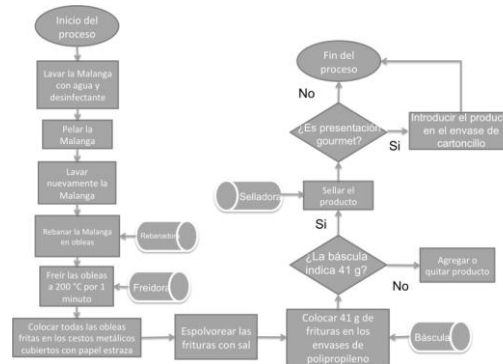 Inicio del
proceso
Lavar la Malanga
con agua y
desinfectante
Pelar la
Malanga
Lavar
nuevamente la
Malanga
Rebanar la Malanga
en obleas
Rebanadora
Freir las obleas
a 200 °C por 1
minuto
Freidora
Colocar todas las obleas
fritas en los cestos metálicos
cubiertos con papel estraza
Espolvorear las
frituras con sal
Colocar 41 g de
frituras en los
envases de
polipropileno
Báscula
¿La báscula
indica 41 g?
No
Agregar o
quitar producto
Si
Sellar el
producto
Selladora
¿Es presentación
gourmet?
Si
Introducir el producto
en el envase de
cartoncillo
No
Fin del
proceso